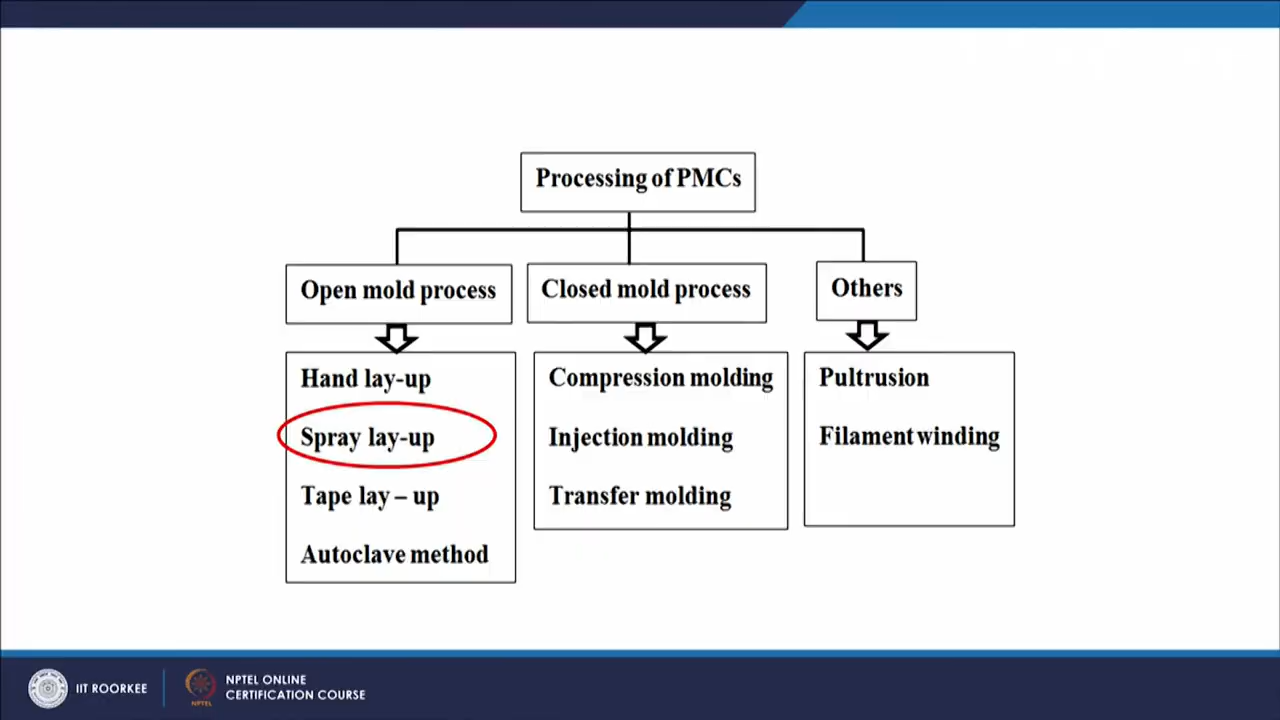 Processing of PMCs
Open mold process
Closed mold process
Others
Hand lay-up
Spray lay-up
Tape lay – up
Autoclave method
Compression molding
Injection molding
Transfer molding
Pultrusion
Filament winding
IIT ROORKEE
NPTEL
NPTEL ONLINE
CERTIFICATION COURSE